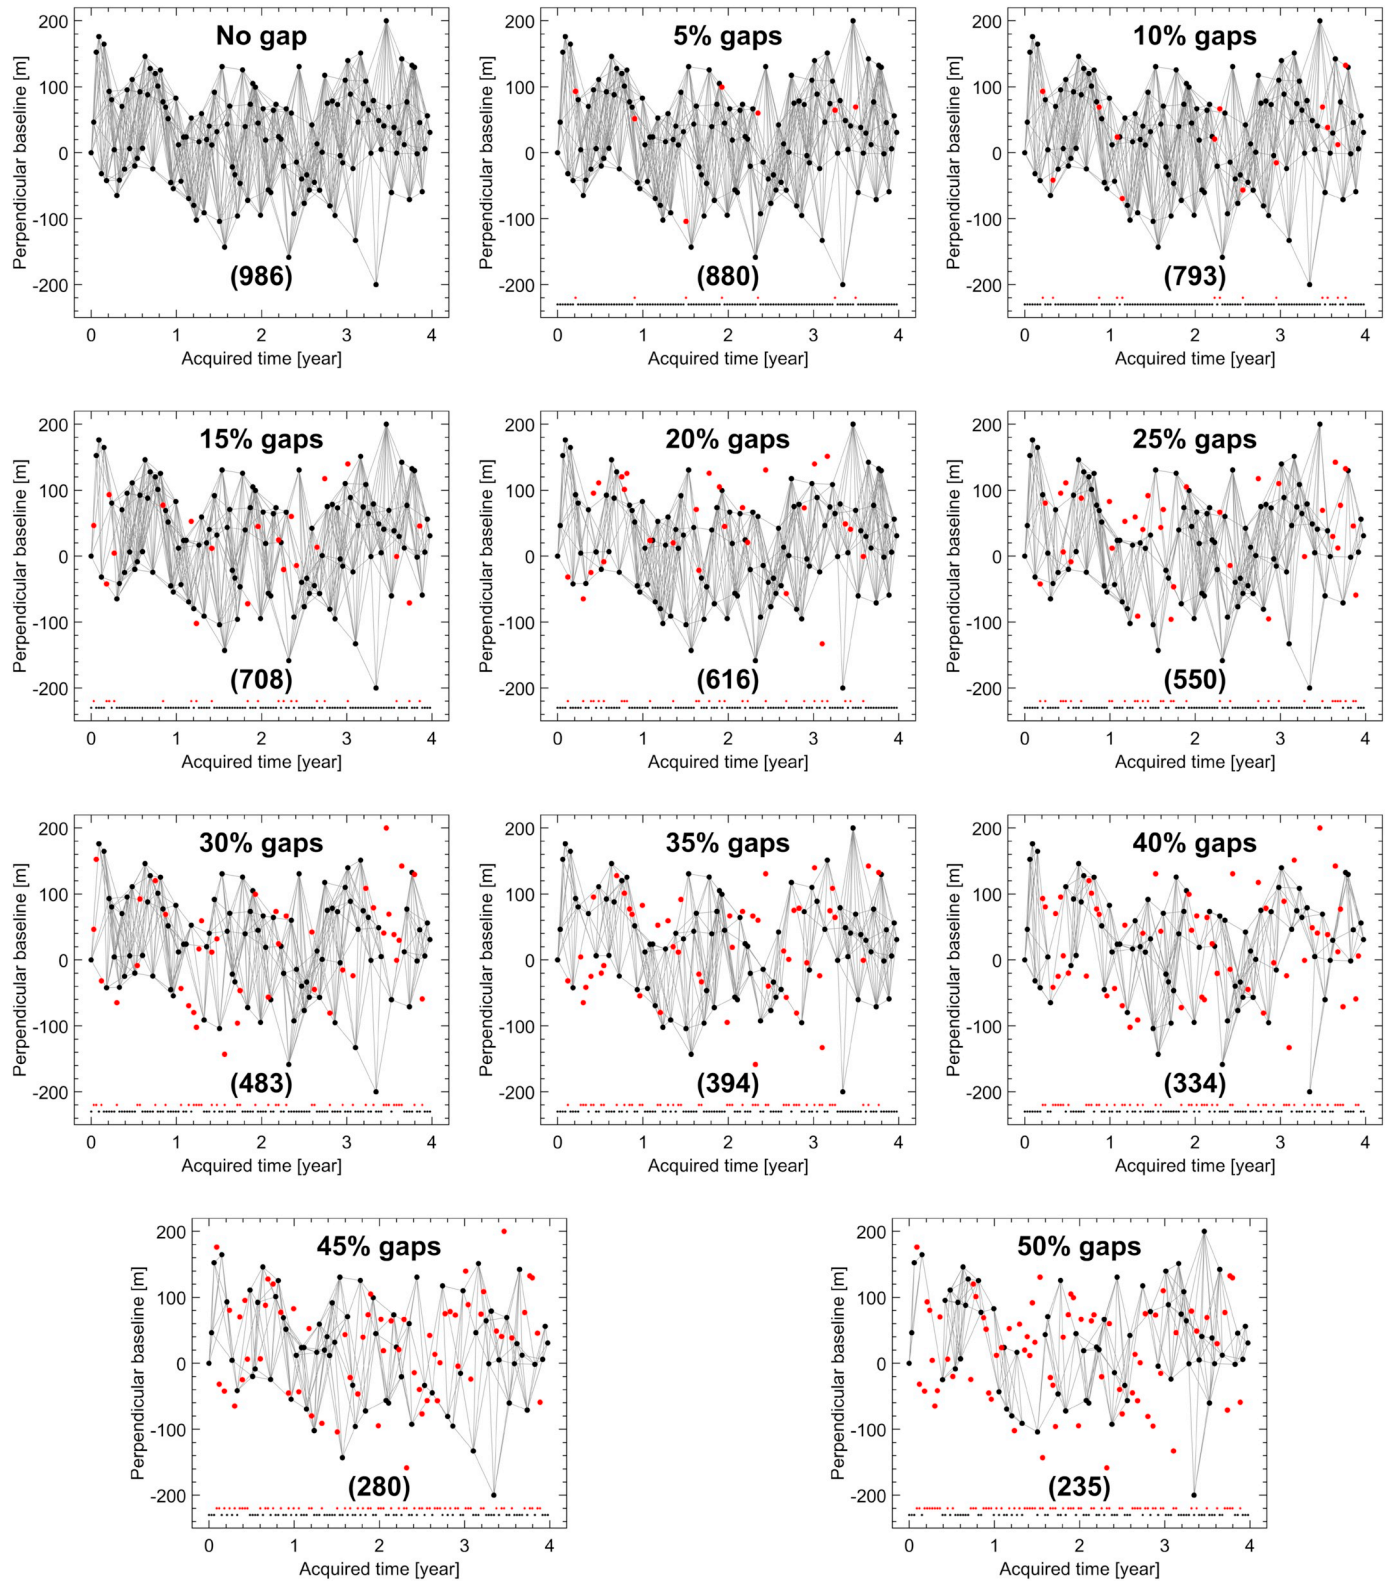 No gap
Perpendicular baseline [m]
200
100
0
-100
-200
(986)
0 1 2 3 4
Acquired time [year]
5% gaps
Perpendicular baseline [m]
200
100
0
-100
-200
(880)
0 1 2 3 4
Acquired time [year]
10% gaps
Perpendicular baseline [m]
200
100
0
-100
-200
(793)
0 1 2 3 4
Acquired time [year]
15% gaps
Perpendicular baseline [m]
200
100
0
-100
-200
(708)
0 1 2 3 4
Acquired time [year]
20% gaps
Perpendicular baseline [m]
200
100
0
-100
-200
(616)
0 1 2 3 4
Acquired time [year]
25% gaps
Perpendicular baseline [m]
200
100
0
-100
-200
(550)
0 1 2 3 4
Acquired time [year]
30% gaps
Perpendicular baseline [m]
200
100
0
-100
-200
(483)
0 1 2 3 4
Acquired time [year]
35% gaps
Perpendicular baseline [m]
200
100
0
-100
-200
(394)
0 1 2 3 4
Acquired time [year]
40% gaps
Perpendicular baseline [m]
200
100
0
-100
-200
(334)
0 1 2 3 4
Acquired time [year]
45% gaps
Perpendicular baseline [m]
200
100
0
-100
-200
(280)
0 1 2 3 4
Acquired time [year]
50% gaps
Perpendicular baseline [m]
200
100
0
-100
-200
(235)
0 1 2 3 4
Acquired time [year]